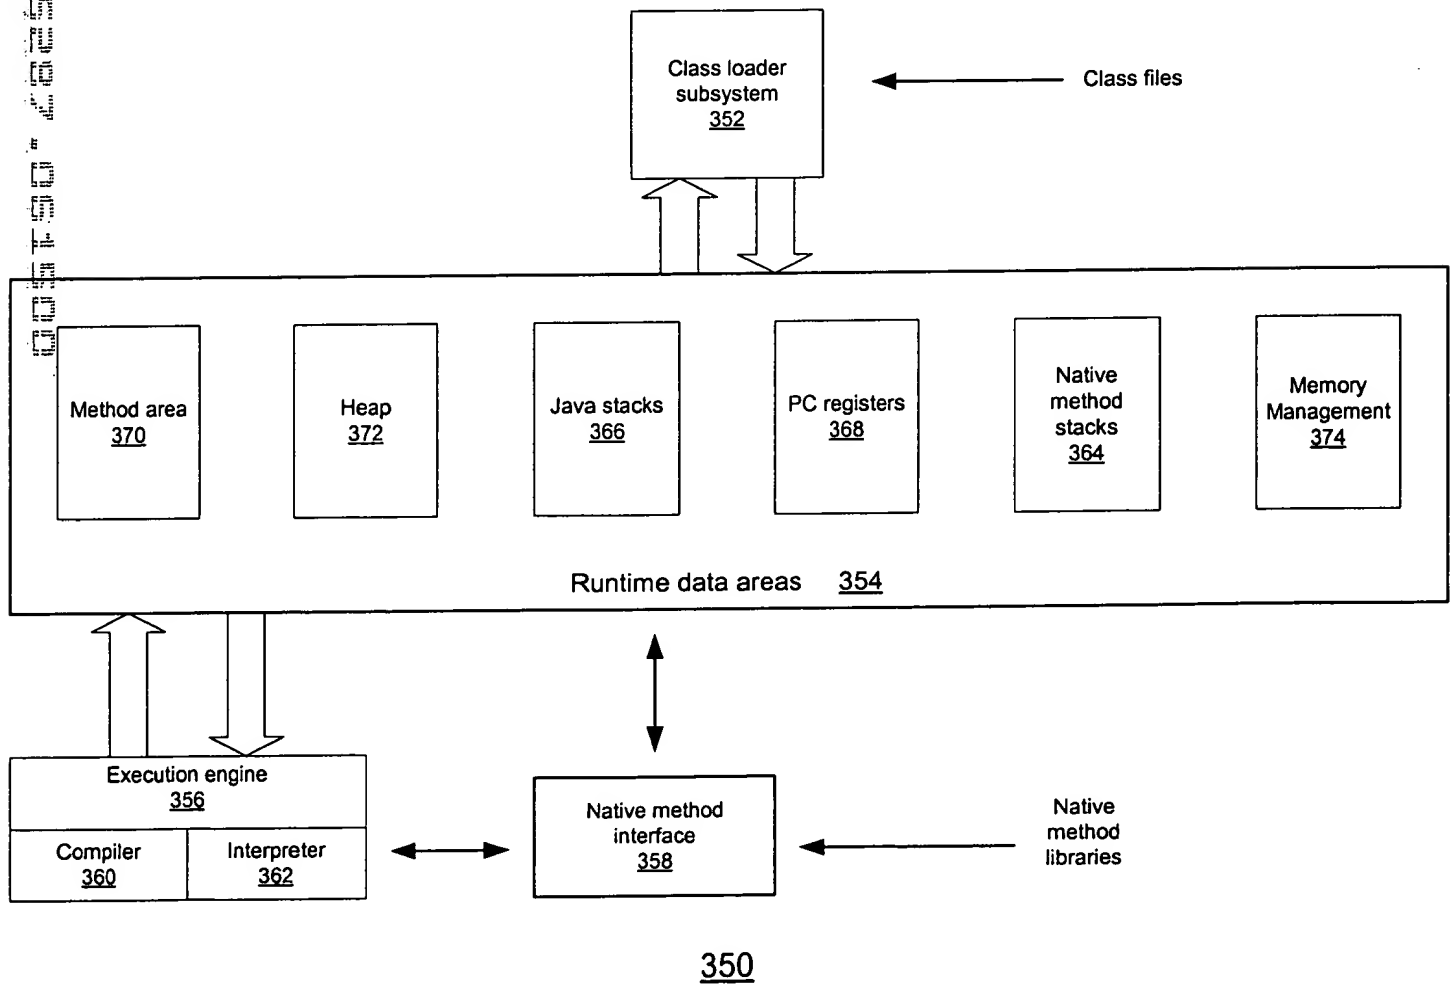 Class loader
subsystem
352
Class files
Method area
370
Heap
372
Java stacks
366
PC registers
368
Native
method
stacks
364
Memory
Management
374
Runtime data areas 354
Execution engine
356
Compiler
360
Interpreter
362
Native method
interface
358
Native
method
libraries
350